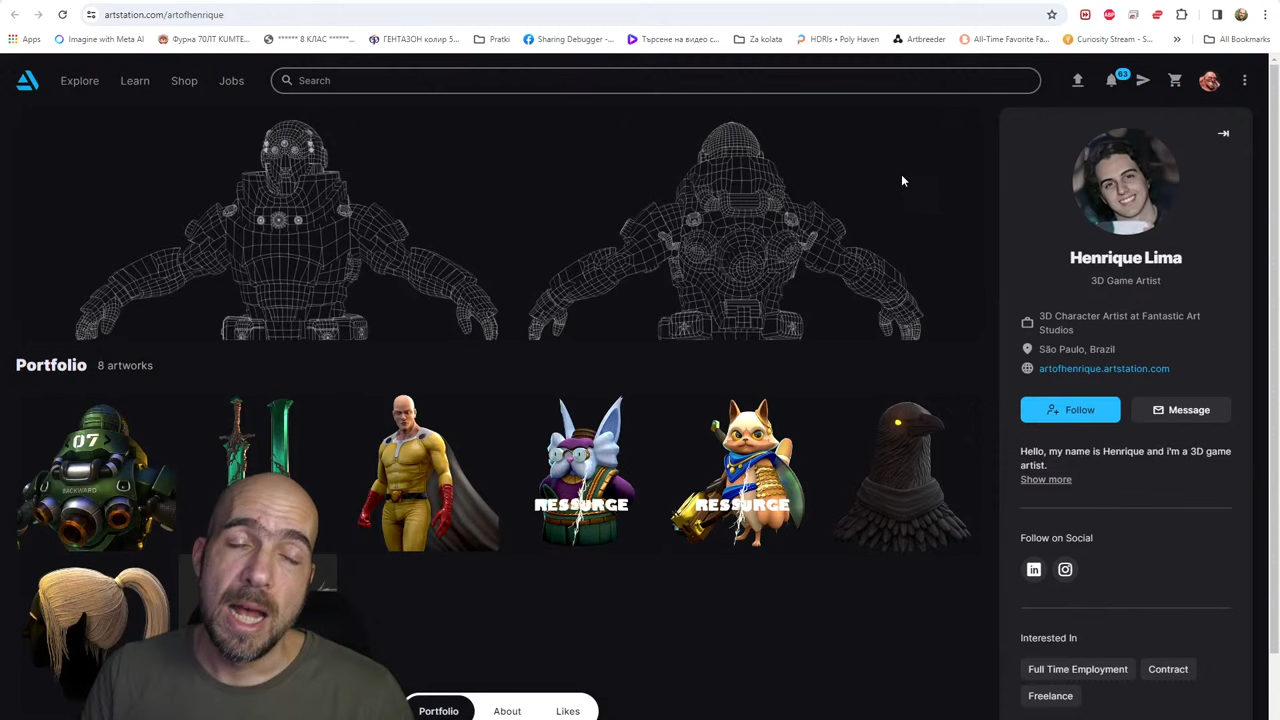 artstation.com/artofhenrique
Apps
Imagine with Meta AI
Фурна 70ЛТ KUMTE...
****** 8 КЛАС ******...
ГЕНТАЗОН колир 5...
Pratki
Sharing Debugger -...
Търсене на видео с...
Za kolata
HDRIs • Poly Haven
Artbreeder
All-Time Favorite Fa...
Curiosity Stream - S...
»
All Bookmarks
Explore
Learn
Shop
Jobs
Search
63
Henrique Lima
3D Game Artist
3D Character Artist at Fantastic Art
Studios
São Paulo, Brazil
artofhenrique.artstation.com
Follow
Message
Hello, my name is Henrique and i'm a 3D game
artist.
Show more
Follow on Social
Interested In
Full Time Employment
Contract
Freelance
Portfolio
8 artworks
07
BACKWARD
RESSURGE
RESSURGE
Portfolio
About
Likes